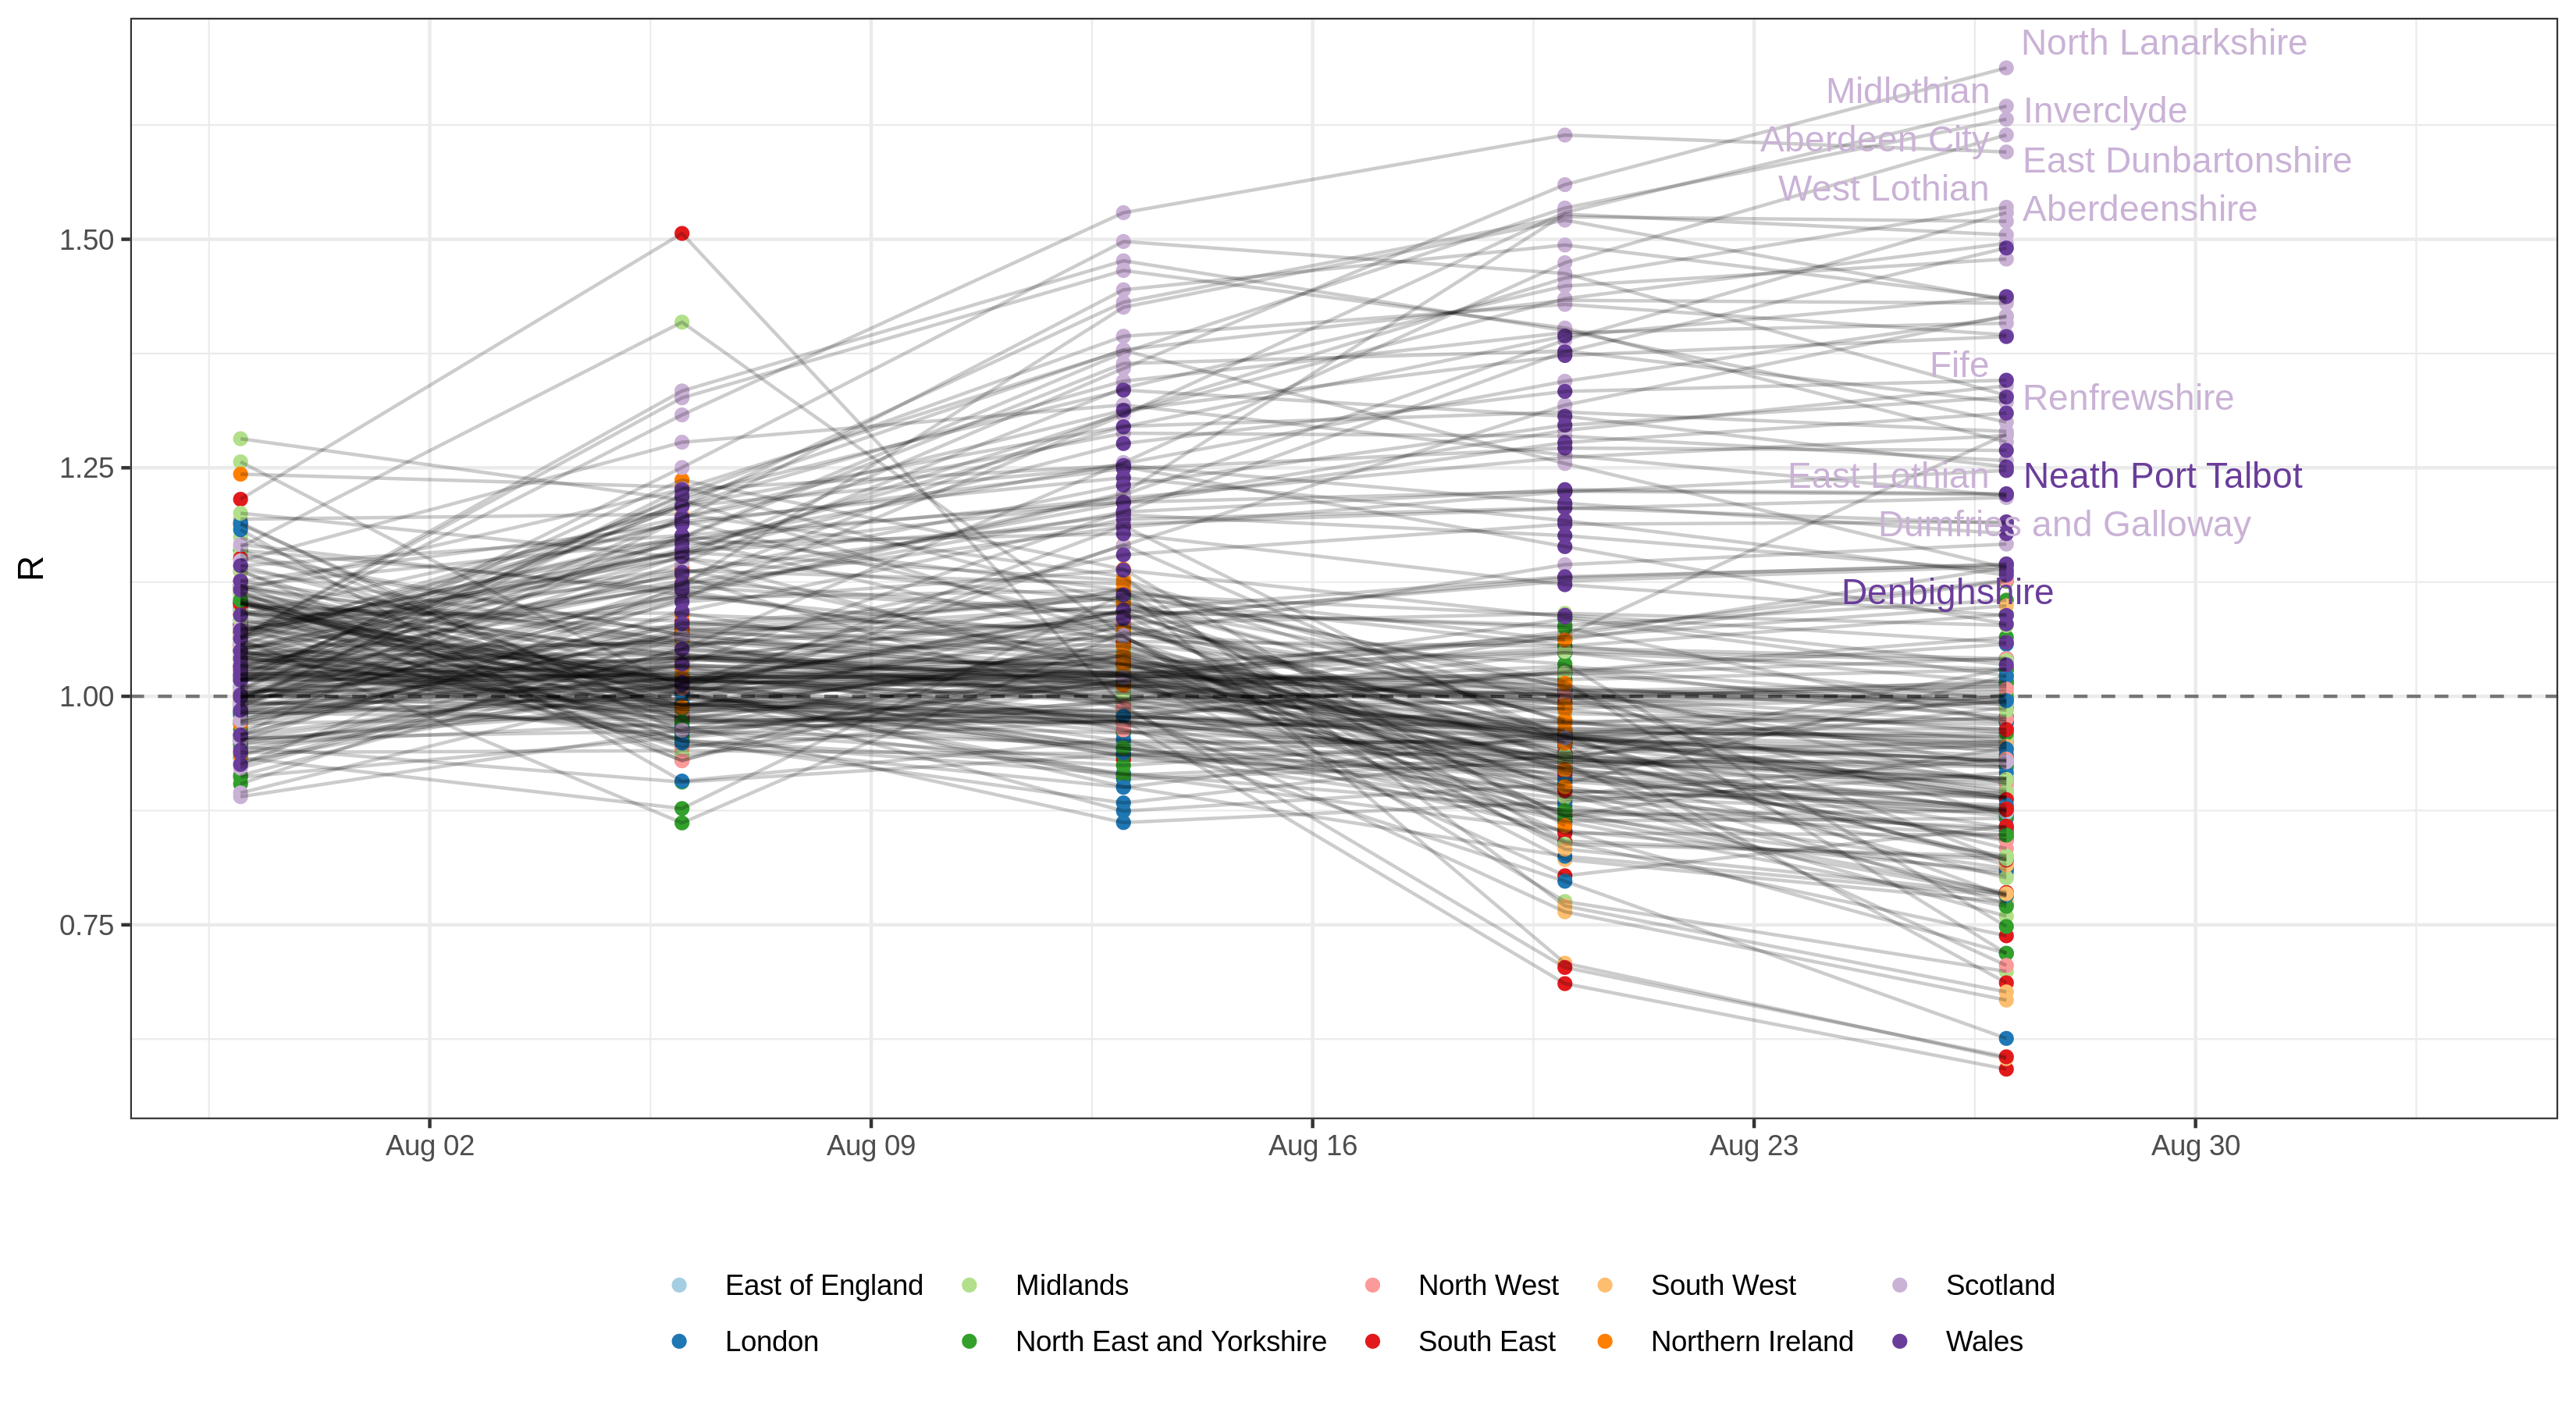 North Lanarkshire
Midlothian
Inverclyde
Aberdeen City
East Dunbartonshire
West Lothian
Aberdeenshire
1.50
Fife
Renfrewshire
1.25
East Lothian
Neath Port Talbot
Dumfries and Galloway
R
Denbighshire
1.00
0.75
Aug 02
Aug 09
Aug 16
Aug 23
Aug 30
East of England
Midlands
North West
South West
Scotland
London
North East and Yorkshire
South East
Northern Ireland
Wales